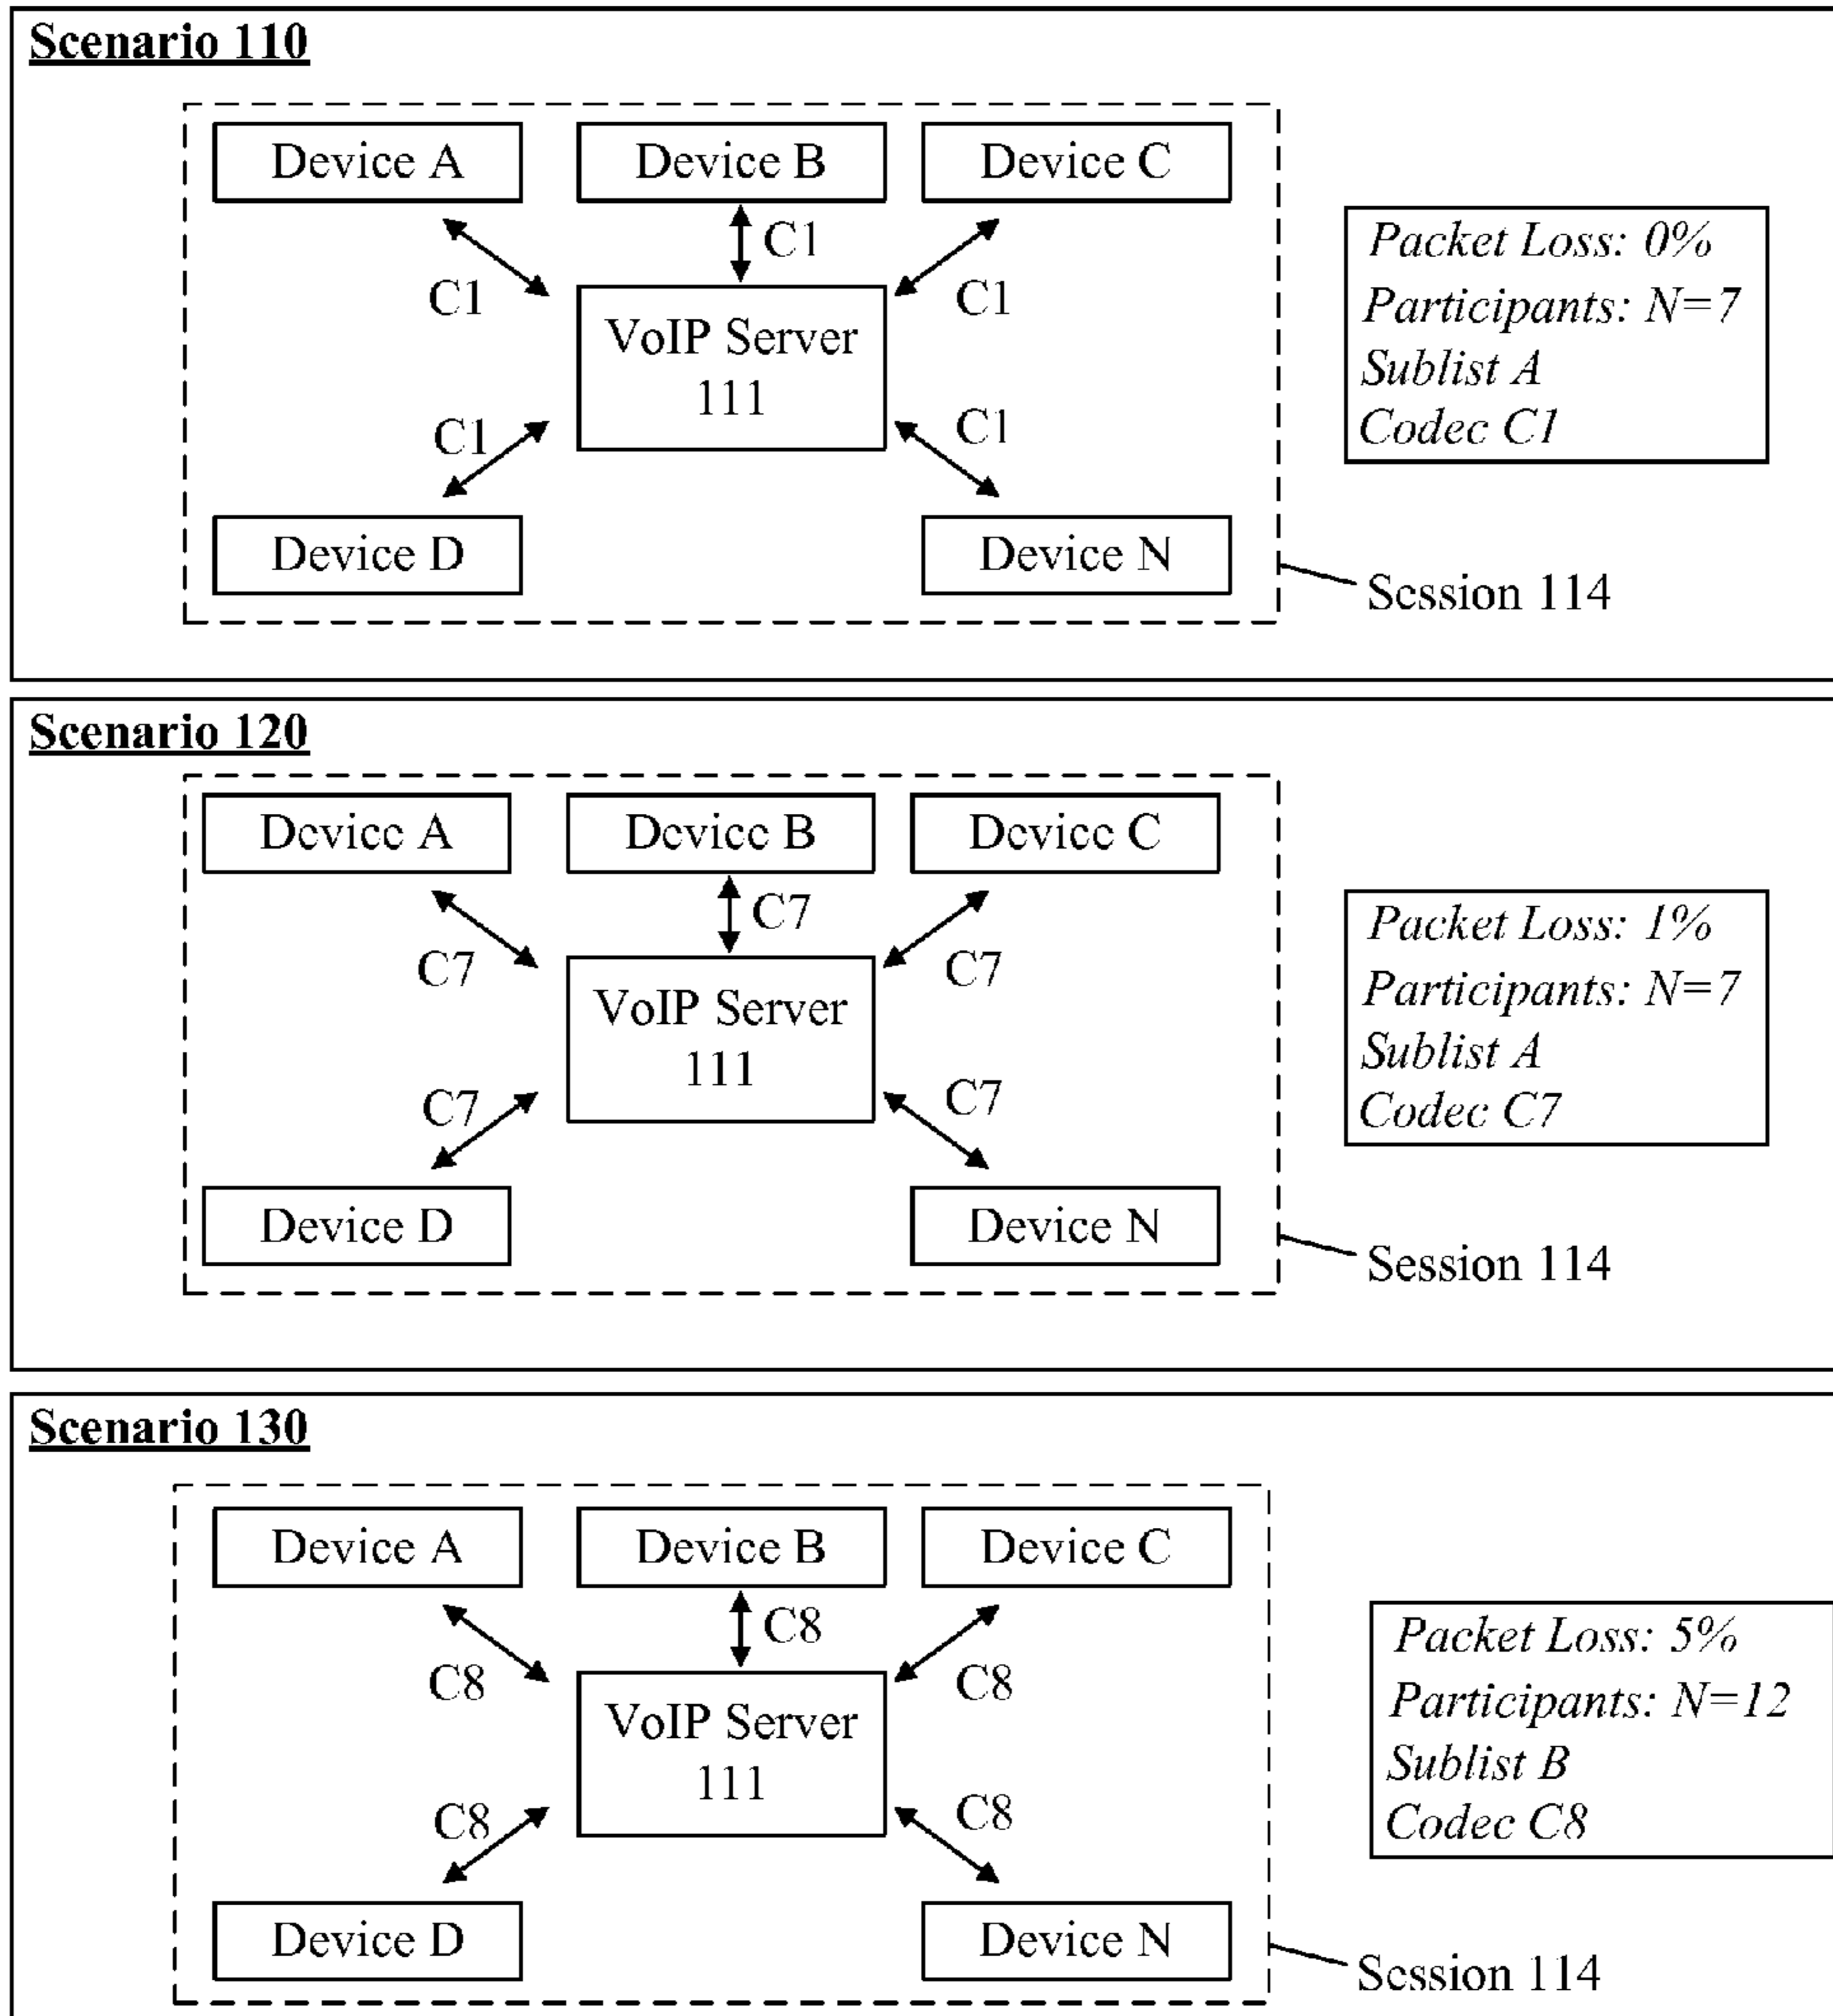 Scenario 110
Device A
Device B
Device C
C1
C1
C1
VoIP Server
111
C1
C1
Device D
Device N
Packet Loss: 0%
Participants: N=7
Sublist A
Codec C1
Session 114
Scenario 120
Device A
Device B
Device C
C7
C7
C7
VoIP Server
111
C7
C7
Device D
Device N
Packet Loss: 1%
Participants: N=7
Sublist A
Codec C7
Session 114
Scenario 130
Device A
Device B
Device C
C8
C8
C8
VoIP Server
111
C8
C8
Device D
Device N
Packet Loss: 5%
Participants: N=12
Sublist B
Codec C8
Session 114